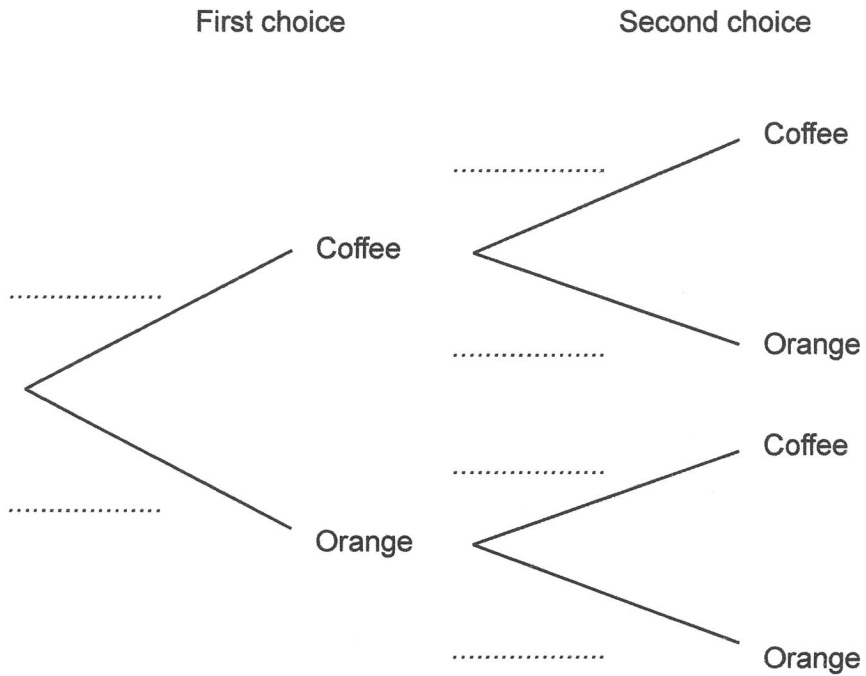 First choice
Second choice
Coffee
Coffee
Orange
Coffee
Orange
Orange